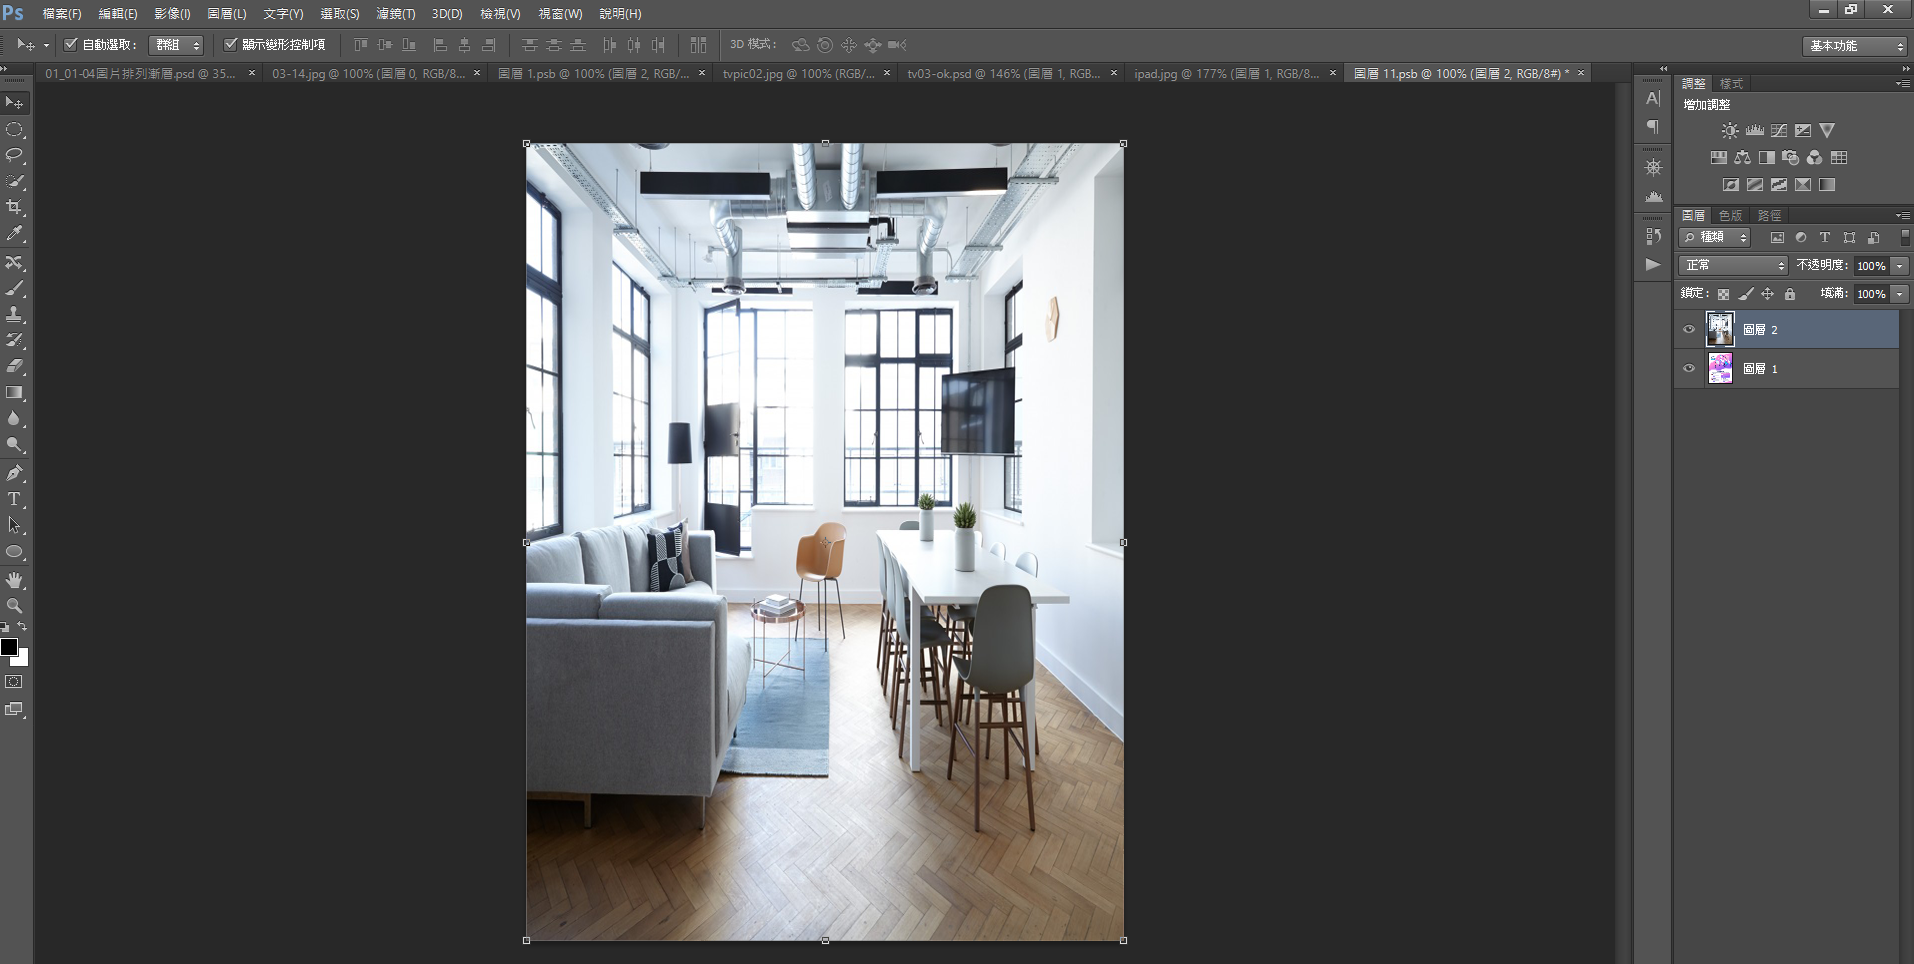 Ps 檔案(F) 編輯(E) 影像(I) 圖層(L) 文字(Y) 選取(S) 濾鏡(T) 3D(D) 檢視(V) 視窗(W) 說明(H)
自動選取： 群組 顯示變形控制項 3D 模式： 基本功能
01_01-04圖片排列漸層.psd @ 35... × 03-14.jpg @ 100% (圖層 0, RGB/8... × 圖層 1.psb @ 100% (圖層 2, RGB/... × tvpic02.jpg @ 100% (RGB/... × tv03-ok.psd @ 146% (圖層 1, RGB... × ipad.jpg @ 177% (圖層 1, RGB/8... × 圖層 11.psb @ 100% (圖層 2, RGB/8#) * ×
調整 樣式
增加調整
圖層 色版 路徑
種類
正常 不透明度： 100%
鎖定： 填滿： 100%
圖層 2
圖層 1